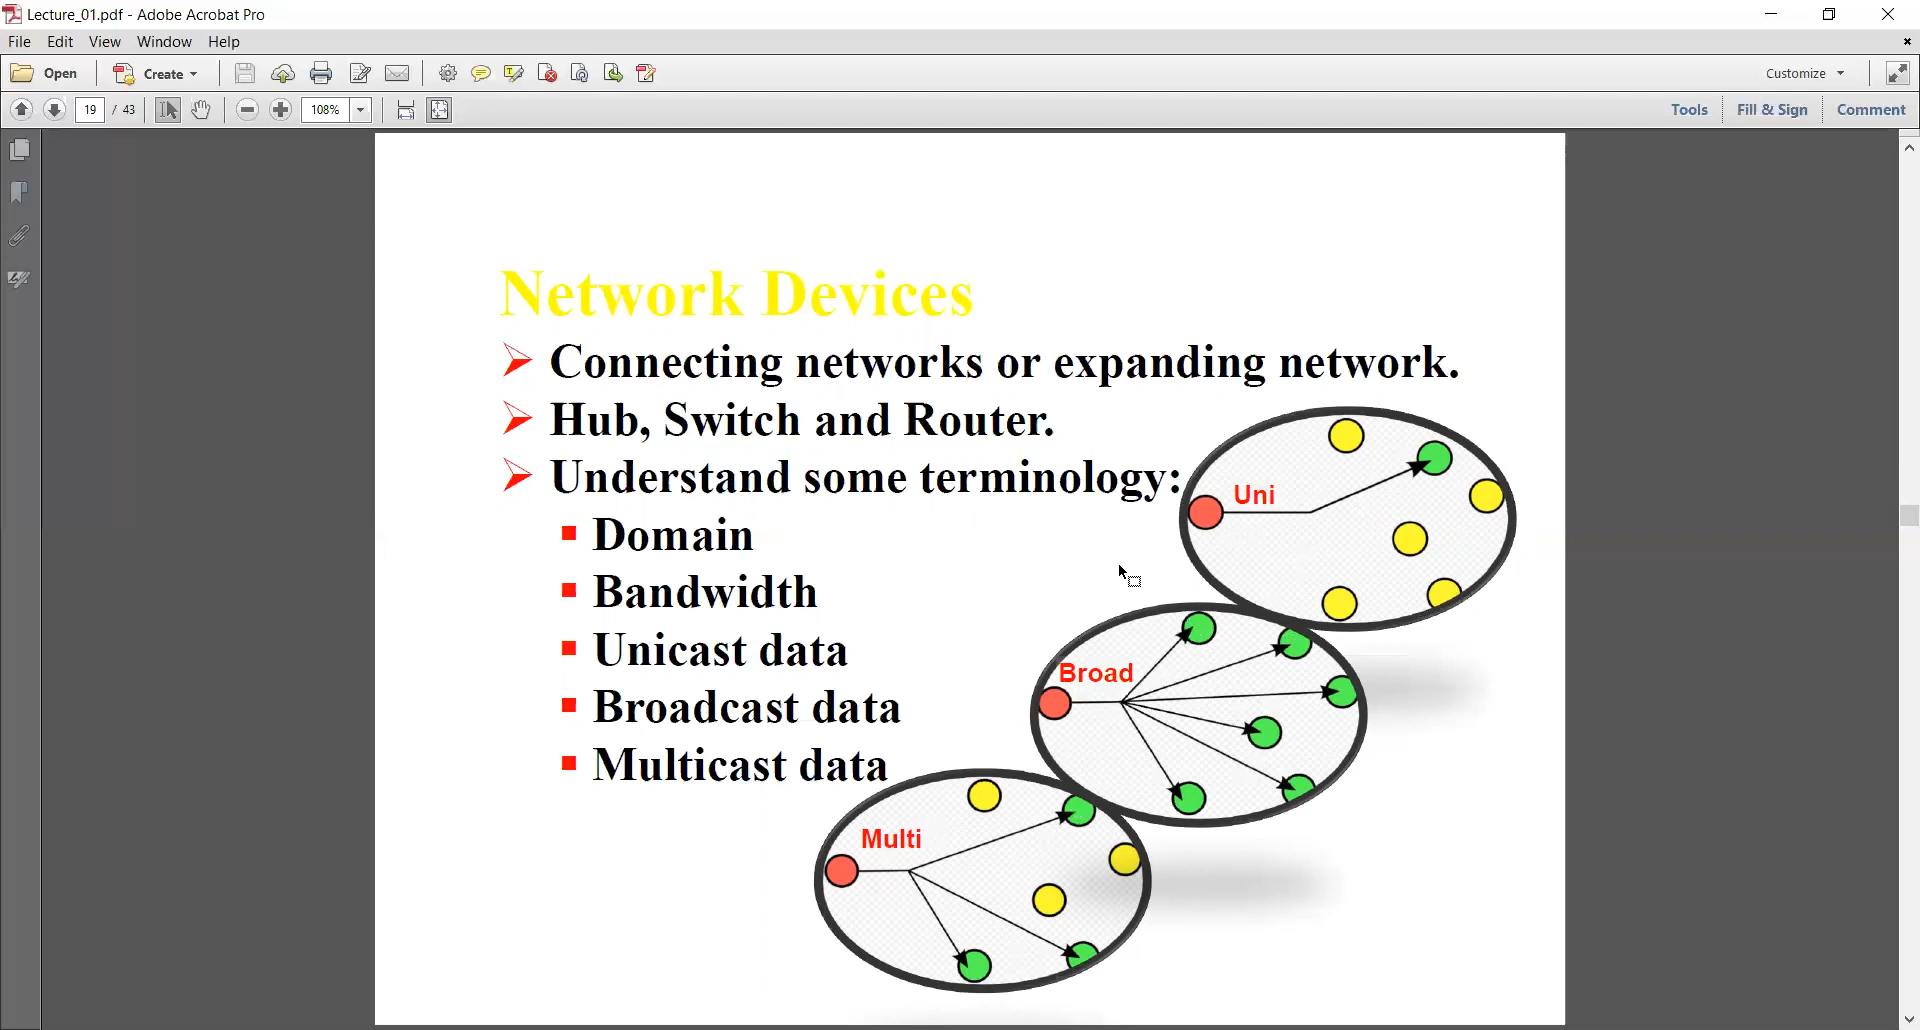 Lecture_01.pdf - Adobe Acrobat Pro
File Edit View Window Help
Open Create Customize
19 / 43 108% Tools Fill & Sign Comment
Network Devices
Connecting networks or expanding network.
Hub, Switch and Router.
Understand some terminology:
Uni
Domain
Bandwidth
Unicast data
Broad
Broadcast data
Multicast data
Multi